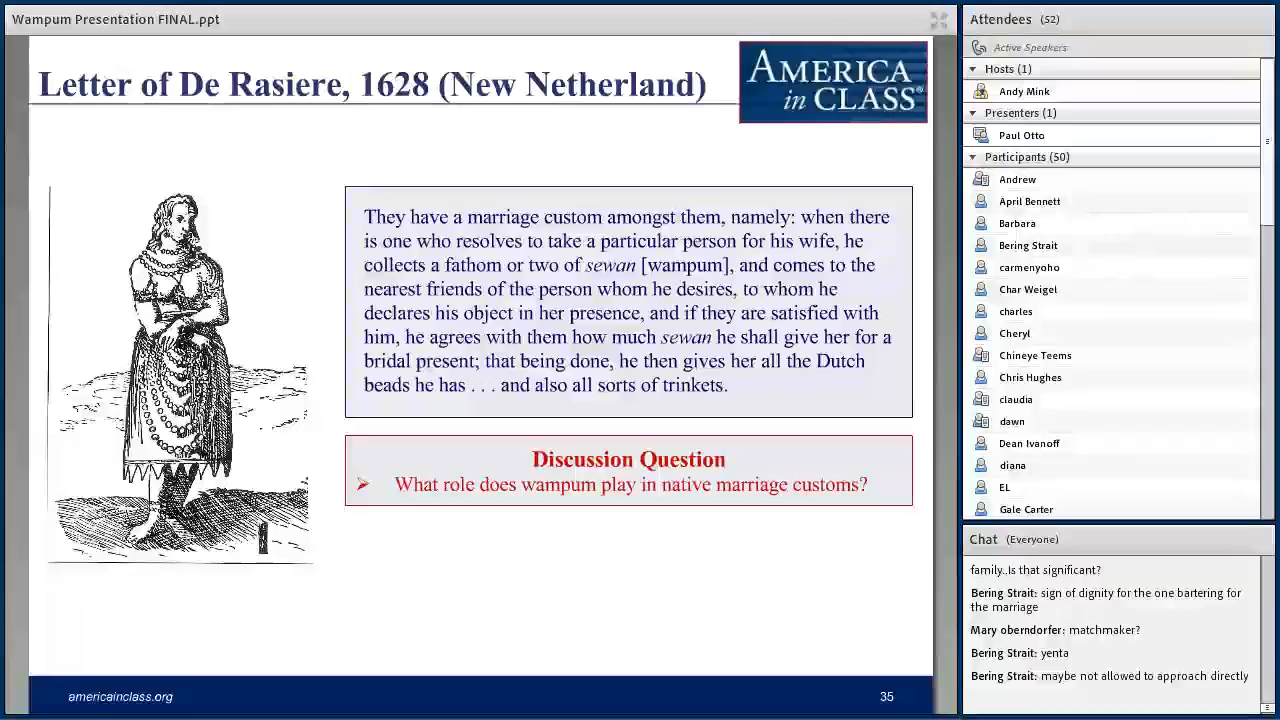 Wampum Presentation FINAL.ppt
Letter of De Rasiere, 1628 (New Netherland)
AMERICA
in CLASS®
They have a marriage custom amongst them, namely: when there
is one who resolves to take a particular person for his wife, he
collects a fathom or two of sewan [wampum], and comes to the
nearest friends of the person whom he desires, to whom he
declares his object in her presence, and if they are satisfied with
him, he agrees with them how much sewan he shall give her for a
bridal present; that being done, he then gives her all the Dutch
beads he has . . . and also all sorts of trinkets.
Discussion Question
What role does wampum play in native marriage customs?
americainclass.org
35
Attendees (52)
Active Speakers
Hosts (1)
Andy Mink
Presenters (1)
Paul Otto
Participants (50)
Andrew
April Bennett
Barbara
Bering Strait
carmenyoho
Char Weigel
charles
Cheryl
Chineye Teems
Chris Hughes
claudia
dawn
Dean Ivanoff
diana
EL
Gale Carter
Chat (Everyone)
family..Is that significant?
Bering Strait: sign of dignity for the one bartering for
the marriage
Mary oberndorfer: matchmaker?
Bering Strait: yenta
Bering Strait: maybe not allowed to approach directly